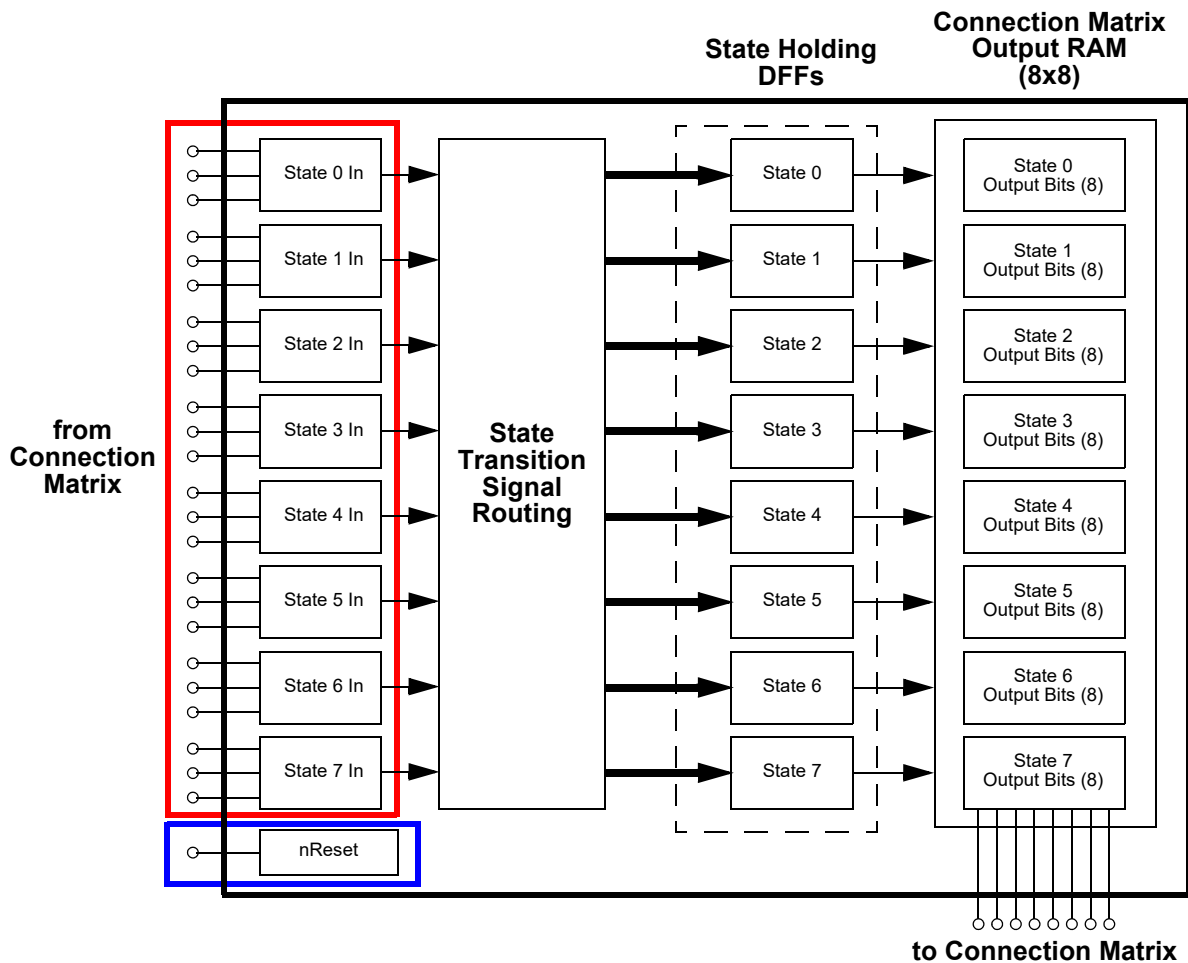 State Holding
DFFs
Connection Matrix
Output RAM
(8x8)
from
Connection
Matrix
State 0 In
State 1 In
State 2 In
State 3 In
State 4 In
State 5 In
State 6 In
State 7 In
nReset
State
Transition
Signal
Routing
State 0
State 1
State 2
State 3
State 4
State 5
State 6
State 7
State 0
Output Bits (8)
State 1
Output Bits (8)
State 2
Output Bits (8)
State 3
Output Bits (8)
State 4
Output Bits (8)
State 5
Output Bits (8)
State 6
Output Bits (8)
State 7
Output Bits (8)
to Connection Matrix